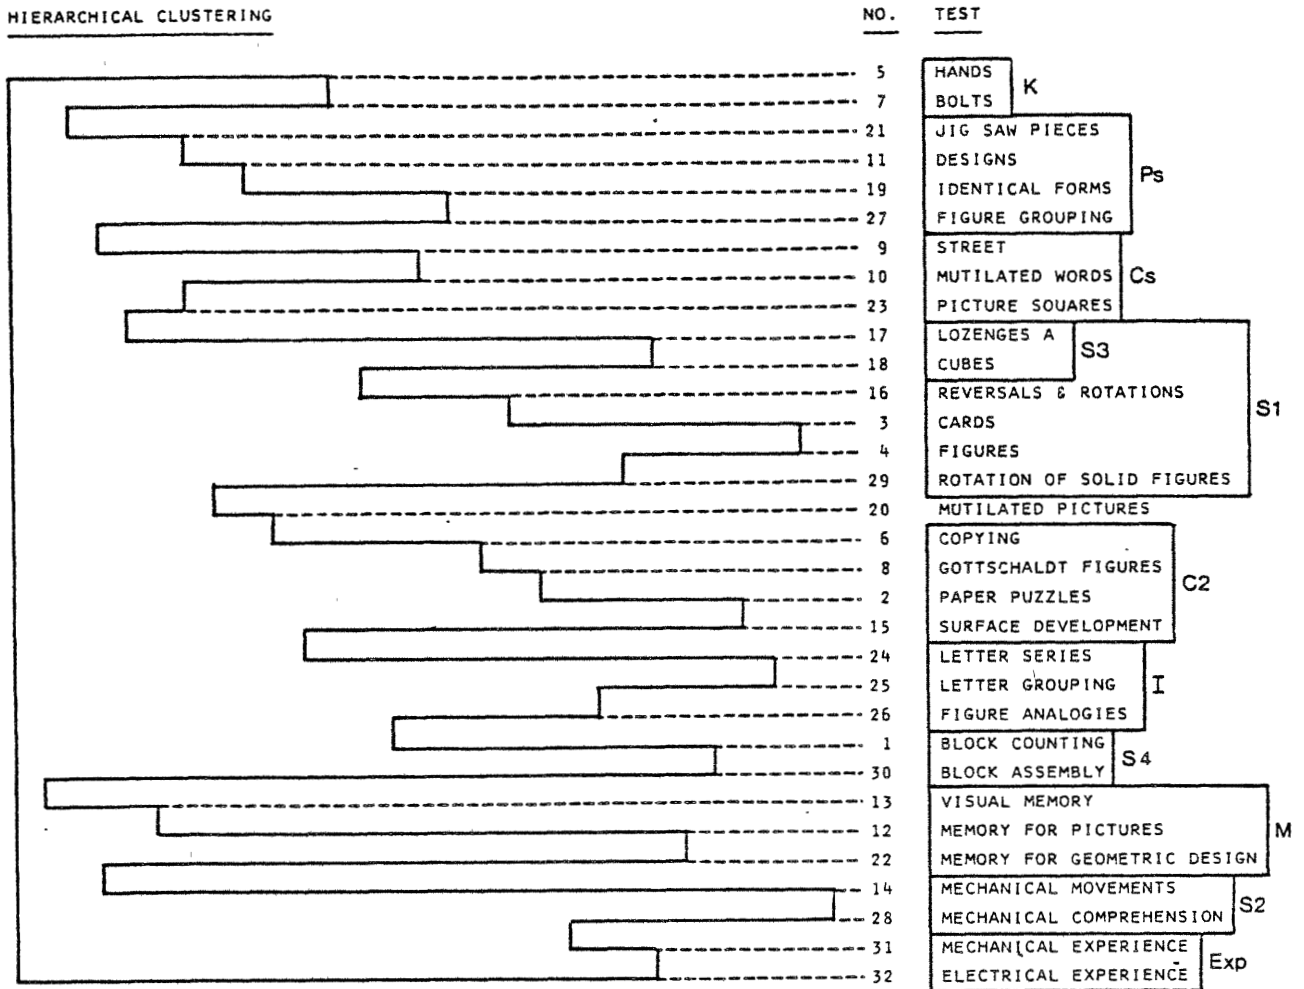 HIERARCHICAL CLUSTERING NO. TEST
5 HANDS
K
7 BOLTS
21 JIG SAW PIECES
11 DESIGNS
Ps
19 IDENTICAL FORMS
27 FIGURE GROUPING
9 STREET
10 MUTILATED WORDS Cs
23 PICTURE SQUARES
17 LOZENGES A
S3
18 CUBES
16 REVERSALS & ROTATIONS
S1
3 CARDS
4 FIGURES
29 ROTATION OF SOLID FIGURES
20 MUTILATED PICTURES
6 COPYING
8 GOTTSCHALDT FIGURES
C2
2 PAPER PUZZLES
15 SURFACE DEVELOPMENT
24 LETTER SERIES
25 LETTER GROUPING I
26 FIGURE ANALOGIES
1 BLOCK COUNTING
S4
30 BLOCK ASSEMBLY
13 VISUAL MEMORY
12 MEMORY FOR PICTURES M
22 MEMORY FOR GEOMETRIC DESIGN
14 MECHANICAL MOVEMENTS
S2
28 MECHANICAL COMPREHENSION
31 MECHANICAL EXPERIENCE
Exp
32 ELECTRICAL EXPERIENCE